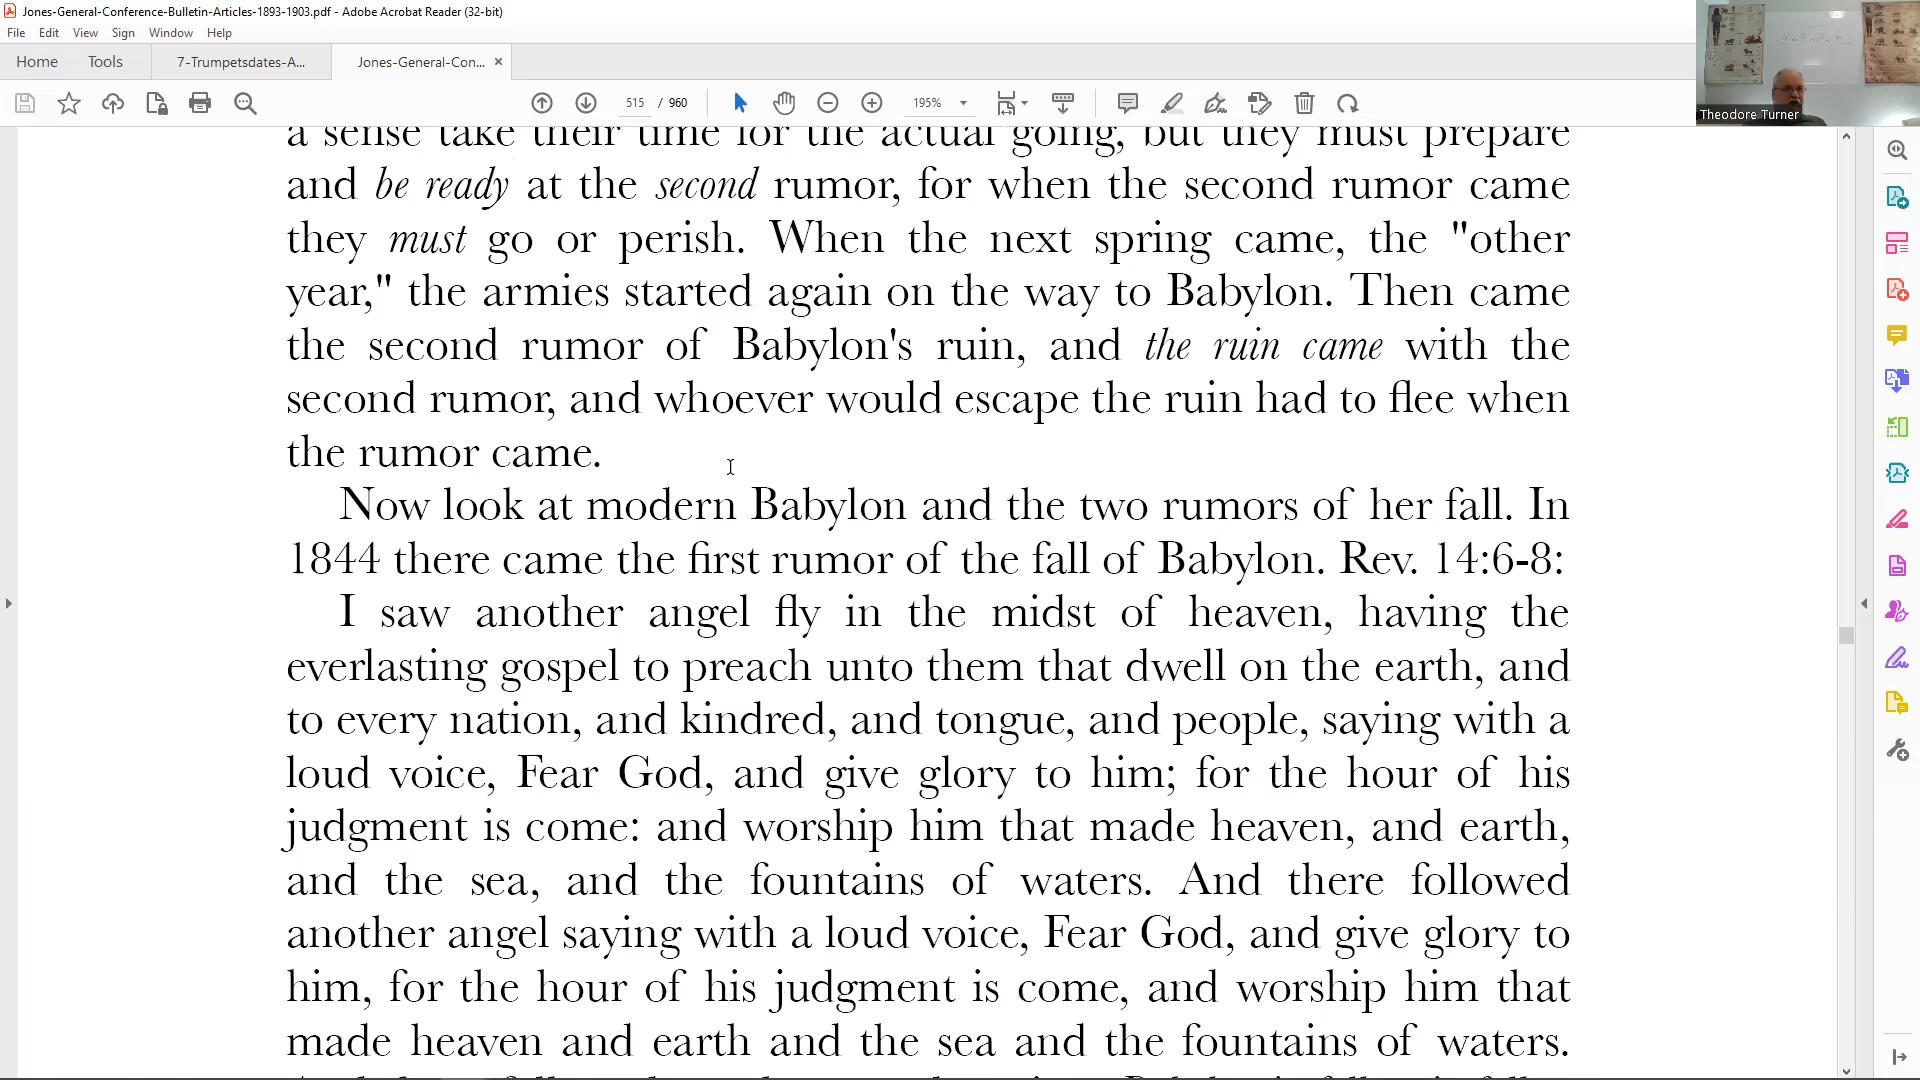 Jones-General-Conference-Bulletin-Articles-1893-1903.pdf - Adobe Acrobat Reader (32-bit)
File Edit View Sign Window Help
Home Tools 7-Trumpetsdates-A... Jones-General-Con... ×
515 / 960 195%
Theodore Turner
a sense take their time for the actual going, but they must prepare
and be ready at the second rumor, for when the second rumor came
they must go or perish. When the next spring came, the "other
year," the armies started again on the way to Babylon. Then came
the second rumor of Babylon's ruin, and the ruin came with the
second rumor, and whoever would escape the ruin had to flee when
the rumor came.
Now look at modern Babylon and the two rumors of her fall. In
1844 there came the first rumor of the fall of Babylon. Rev. 14:6-8:
I saw another angel fly in the midst of heaven, having the
everlasting gospel to preach unto them that dwell on the earth, and
to every nation, and kindred, and tongue, and people, saying with a
loud voice, Fear God, and give glory to him; for the hour of his
judgment is come: and worship him that made heaven, and earth,
and the sea, and the fountains of waters. And there followed
another angel saying with a loud voice, Fear God, and give glory to
him, for the hour of his judgment is come, and worship him that
made heaven and earth and the sea and the fountains of waters.